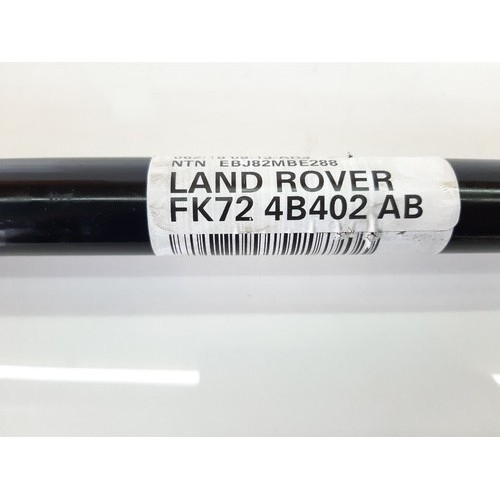 NTN EBJ82MBE288
LAND ROVER
FK72 4B402 AB